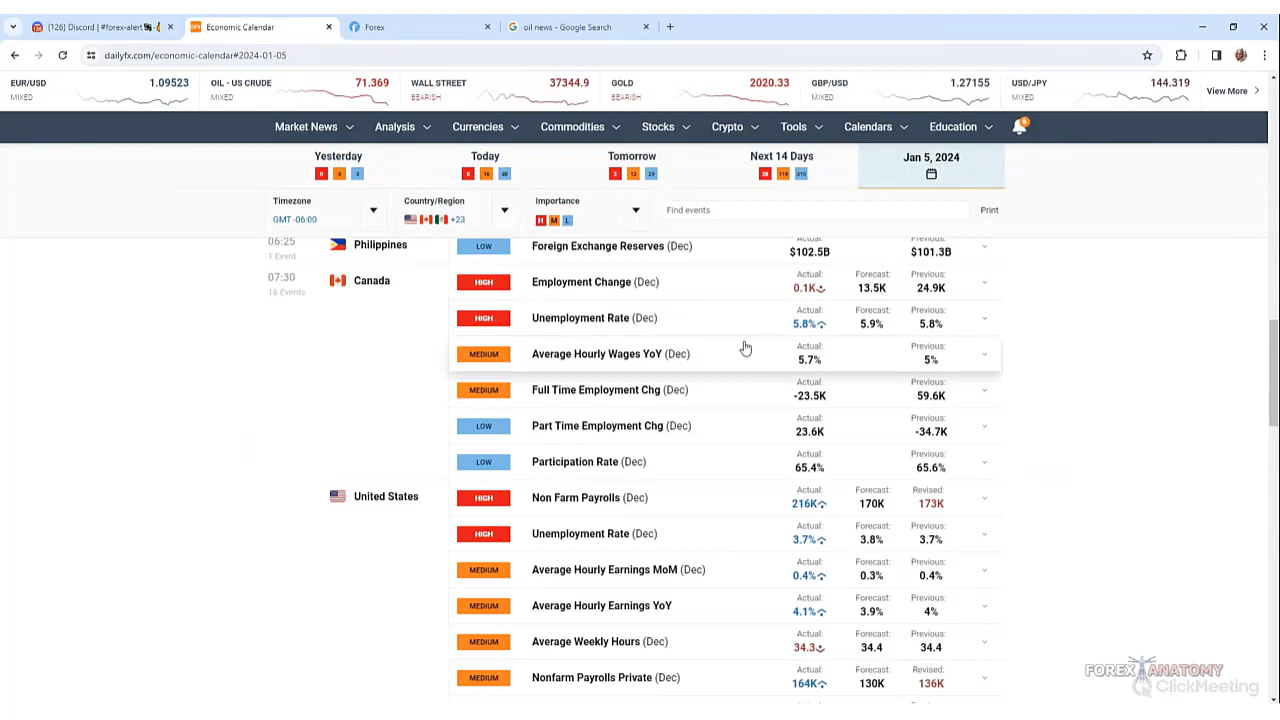 (126) Discord | #forex-alert
Economic Calendar
Forex
oil news - Google Search
dailyfx.com/economic-calendar#2024-01-05
EUR/USD 1.09523
MIXED
OIL - US CRUDE 71.369
MIXED
WALL STREET 37344.9
BEARISH
GOLD 2020.33
BEARISH
GBP/USD 1.27155
MIXED
USD/JPY 144.319
MIXED
View More
Market News Analysis Currencies Commodities Stocks Crypto Tools Calendars Education
Yesterday Today Tomorrow Next 14 Days Jan 5, 2024
Timezone
GMT -06:00
Country/Region
+23
Importance
H M L
Find events
Print
06:25
1 Event
Philippines
LOW Foreign Exchange Reserves (Dec) Actual: $102.5B Previous: $101.3B
07:30
16 Events
Canada
HIGH Employment Change (Dec) Actual: 0.1K Forecast: 13.5K Previous: 24.9K
HIGH Unemployment Rate (Dec) Actual: 5.8% Forecast: 5.9% Previous: 5.8%
MEDIUM Average Hourly Wages YoY (Dec) Actual: 5.7% Previous: 5%
MEDIUM Full Time Employment Chg (Dec) Actual: -23.5K Previous: 59.6K
LOW Part Time Employment Chg (Dec) Actual: 23.6K Previous: -34.7K
LOW Participation Rate (Dec) Actual: 65.4% Previous: 65.6%
United States
HIGH Non Farm Payrolls (Dec) Actual: 216K Forecast: 170K Revised: 173K
HIGH Unemployment Rate (Dec) Actual: 3.7% Forecast: 3.8% Previous: 3.7%
MEDIUM Average Hourly Earnings MoM (Dec) Actual: 0.4% Forecast: 0.3% Previous: 0.4%
MEDIUM Average Hourly Earnings YoY Actual: 4.1% Forecast: 3.9% Previous: 4%
MEDIUM Average Weekly Hours (Dec) Actual: 34.3 Forecast: 34.4 Previous: 34.4
MEDIUM Nonfarm Payrolls Private (Dec) Actual: 164K Forecast: 130K Revised: 136K
FOREX ANATOMY
ClickMeeting